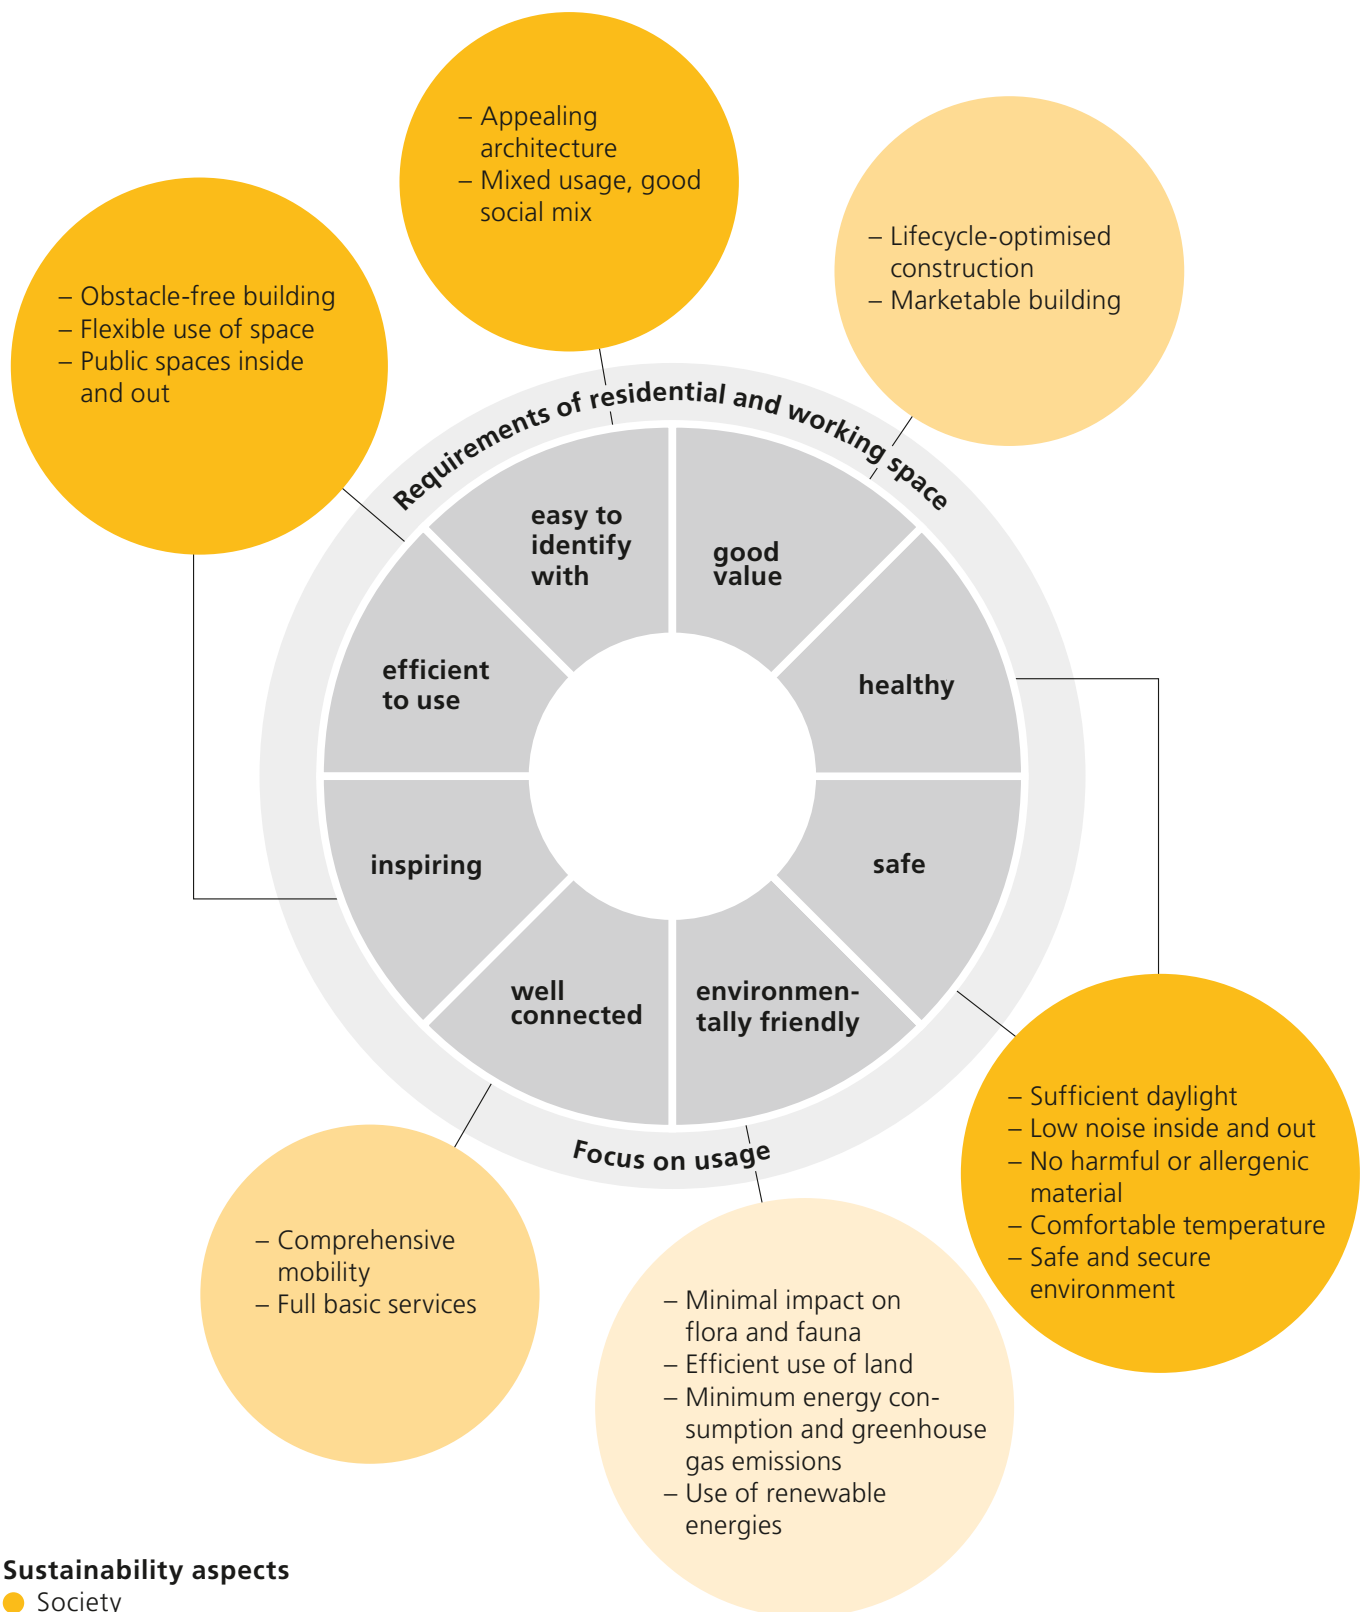 – Appealing
architecture
– Mixed usage, good
social mix
– Lifecycle-optimised
construction
– Marketable building
– Obstacle-free building
– Flexible use of space
– Public spaces inside
and out
Requirements of residential and working space
easy to
identify
with
good
value
efficient
to use
healthy
inspiring
safe
well
connected
environmen-
tally friendly
Focus on usage
– Sufficient daylight
– Low noise inside and out
– No harmful or allergenic
material
– Comfortable temperature
– Safe and secure
environment
– Comprehensive
mobility
– Full basic services
– Minimal impact on
flora and fauna
– Efficient use of land
– Minimum energy con-
sumption and greenhouse
gas emissions
– Use of renewable
energies
Sustainability aspects
Society